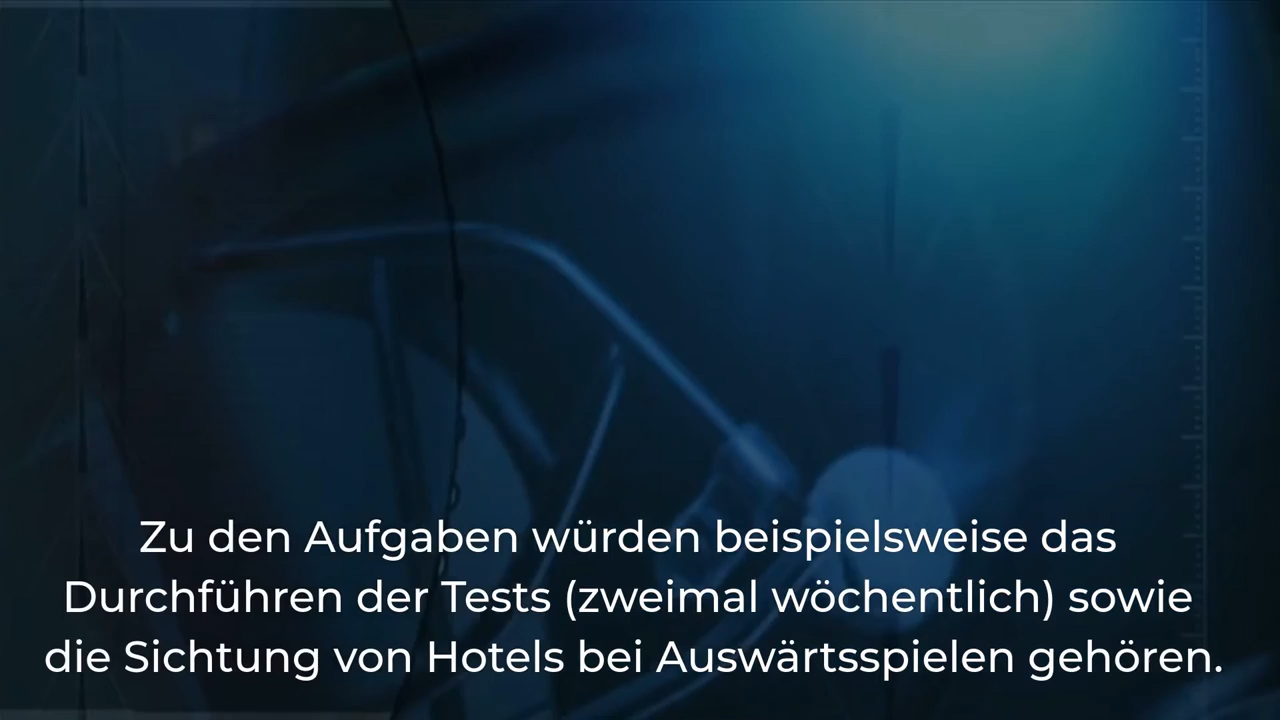 Zu den Aufgaben würden beispielsweise das
Durchführen der Tests (zweimal wöchentlich) sowie
die Sichtung von Hotels bei Auswärtsspielen gehören.